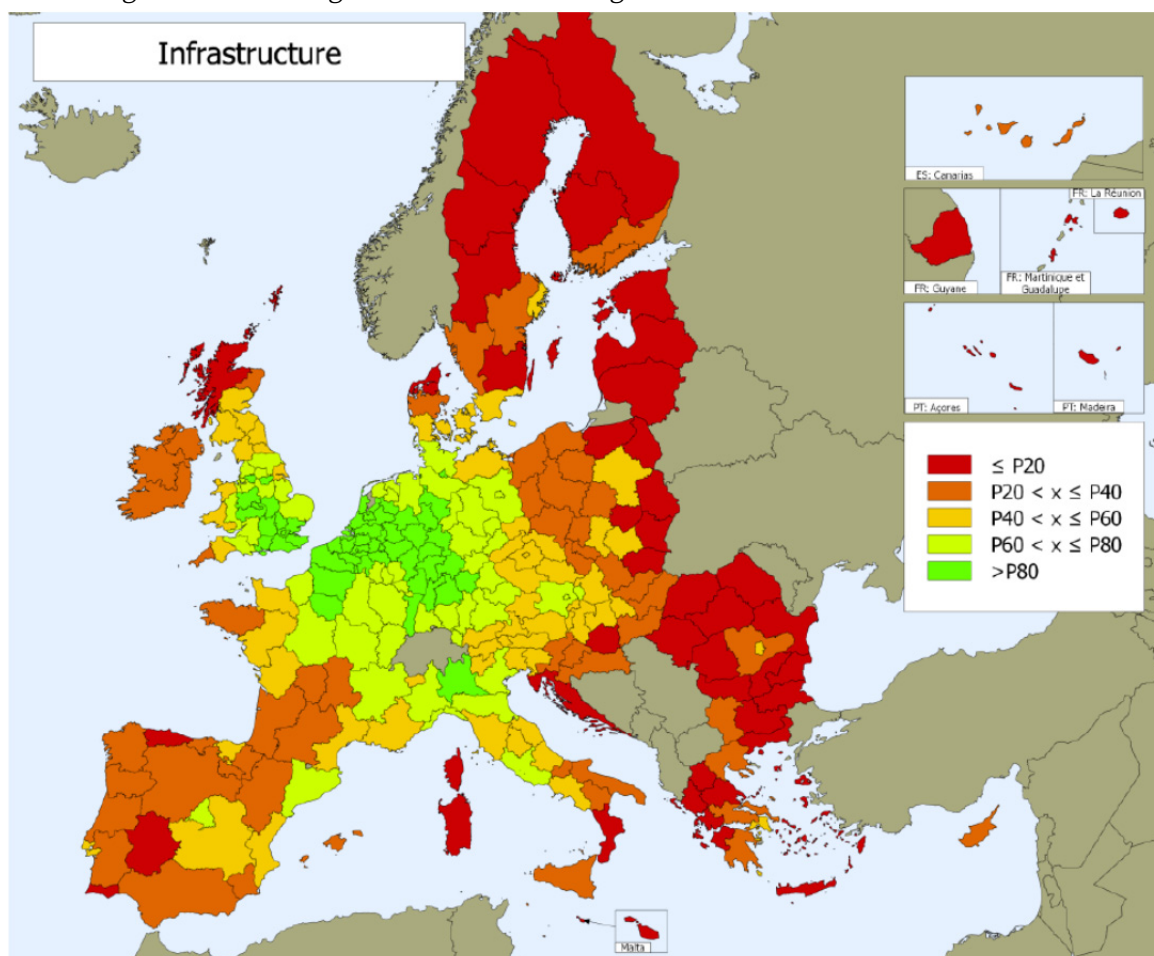 Infrastructure
ES: Canarias
FR: La Réunion
FR: Guyane
FR: Martinique et
Guadalupe
PT: Açores
PT: Madeira
≤ P20
P20 < x ≤ P40
P40 < x ≤ P60
P60 < x ≤ P80
>P80
Malta